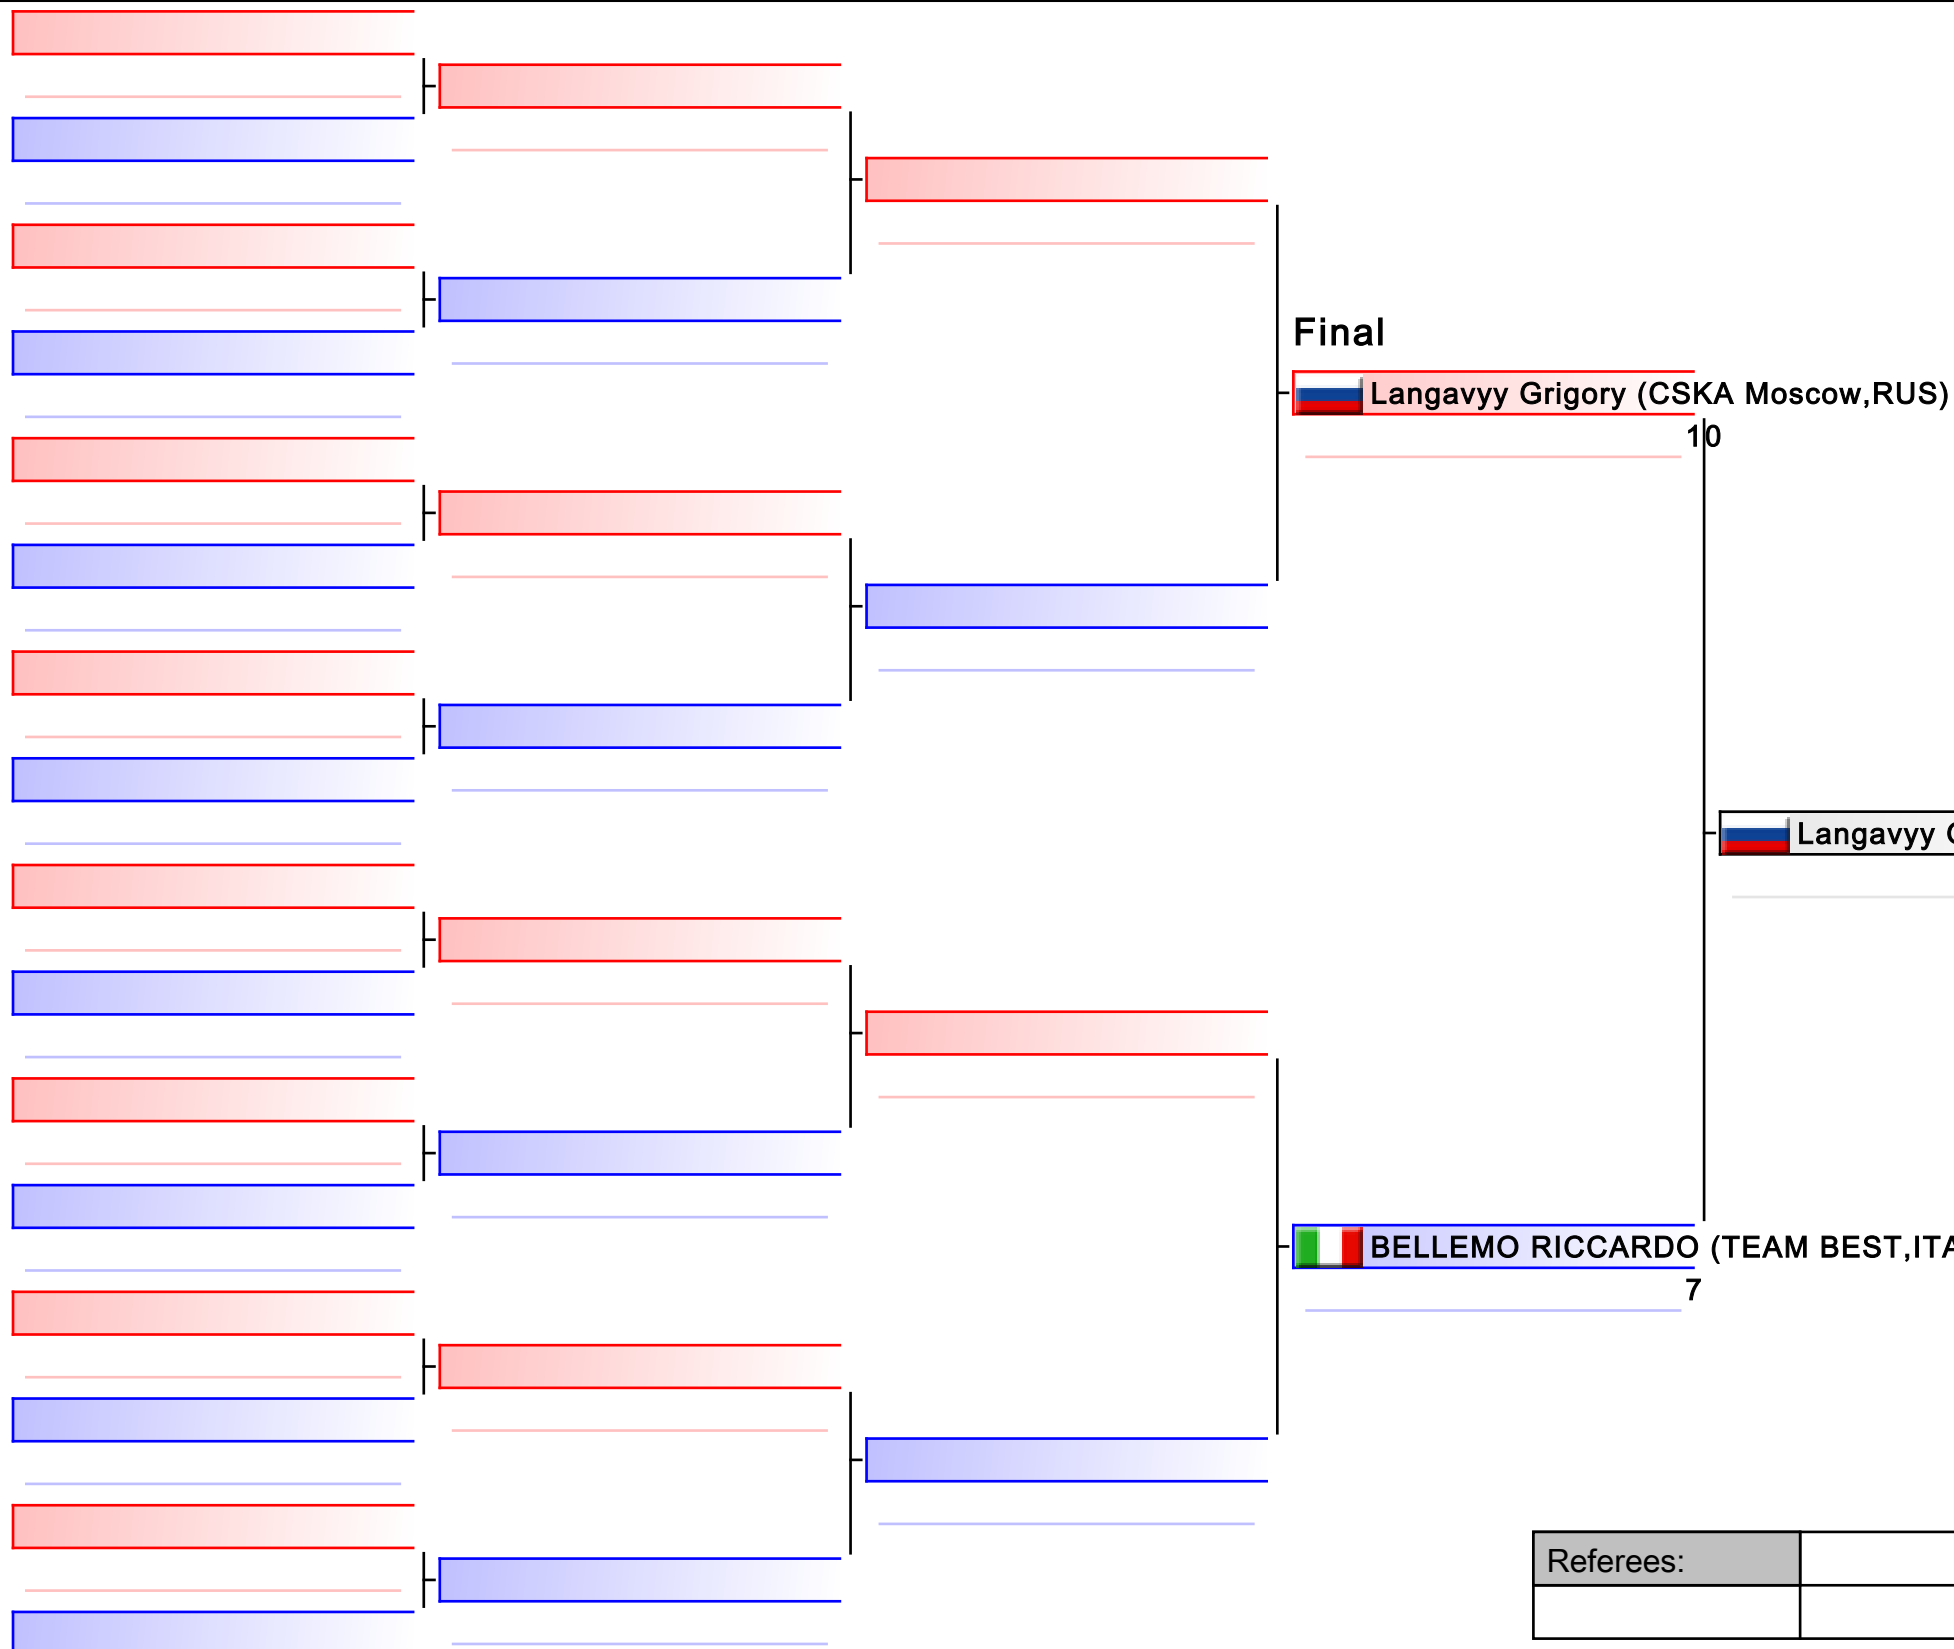 Final
Langavyy Grigory (CSKA Moscow,RUS)
10
Langavyy
BELLEMO RICCARDO (TEAM BEST,ITA
7
Referees: